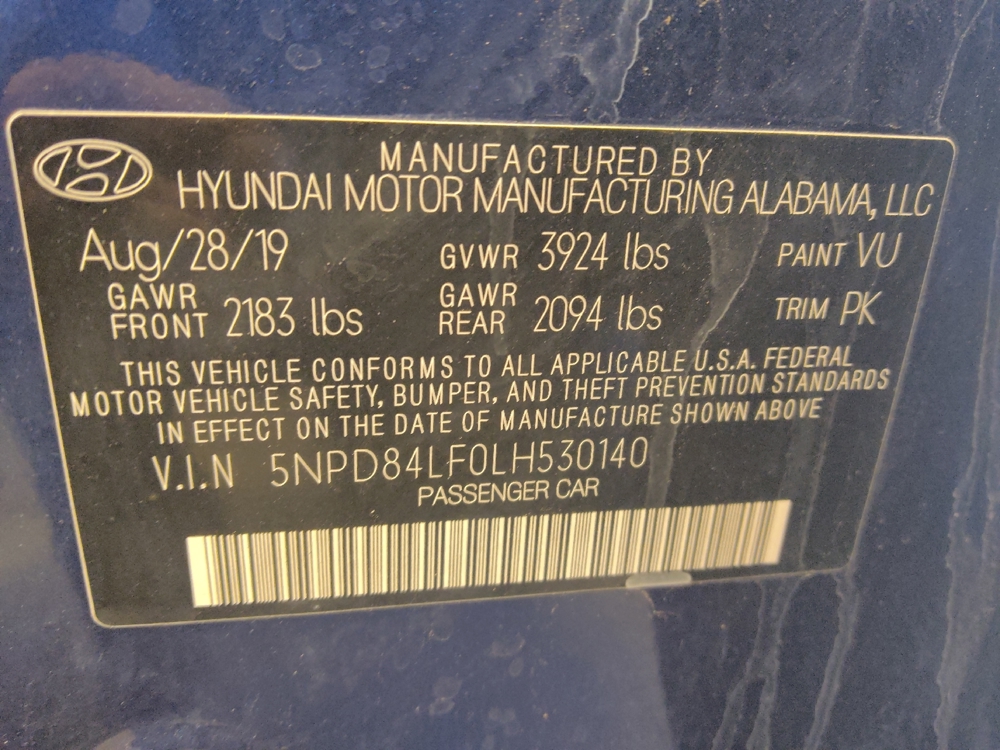 MANUFACTURED BY
HYUNDAI MOTOR MANUFACTURING ALABAMA, LLC
Aug/28/19 GVWR 3924 lbs PAINT VU
GAWR FRONT 2183 lbs GAWR REAR 2094 lbs TRIM PK
THIS VEHICLE CONFORMS TO ALL APPLICABLE U.S.A. FEDERAL
MOTOR VEHICLE SAFETY, BUMPER, AND THEFT PREVENTION STANDARDS
IN EFFECT ON THE DATE OF MANUFACTURE SHOWN ABOVE
V.I.N 5NPD84LF0LH530140
PASSENGER CAR